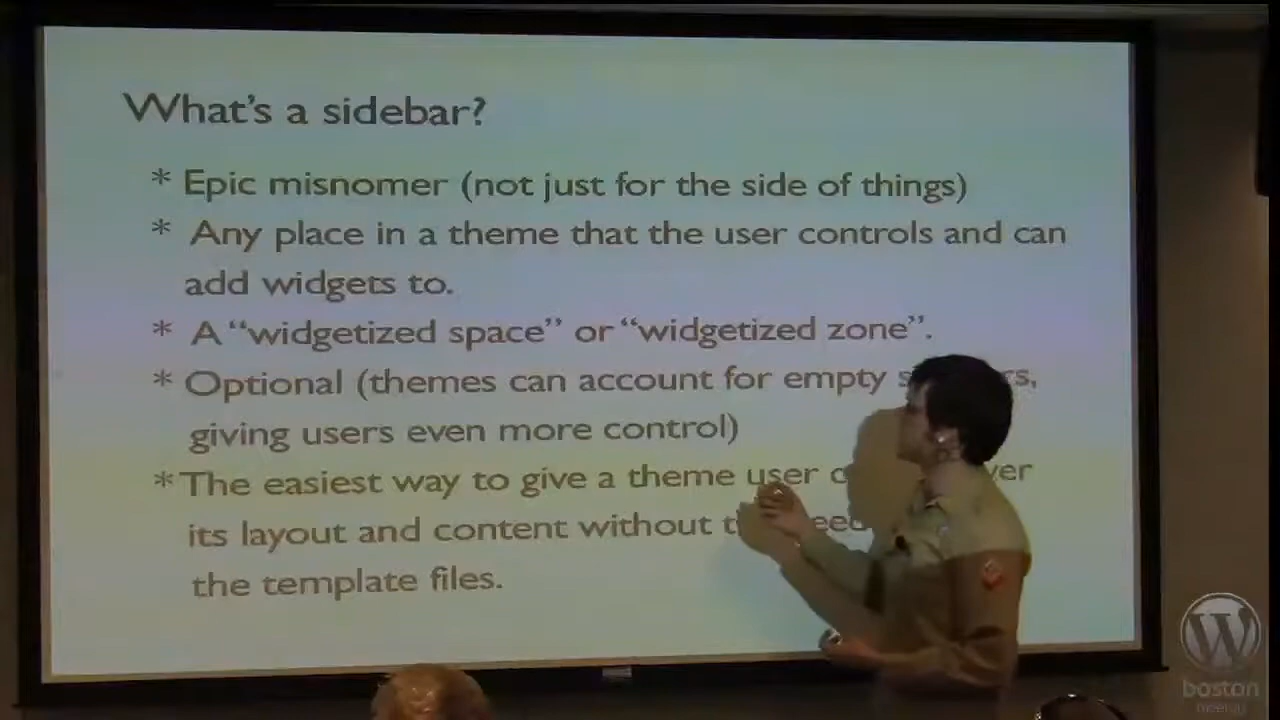 What's a sidebar?
* Epic misnomer (not just for the side of things)
* Any place in a theme that the user controls and can
add widgets to.
* A “widgetized space” or “widgetized zone”.
* Optional (themes can account for empty
giving users even more control)
* The easiest way to give a theme user
its layout and content without
the template files.
W
boston
meetup